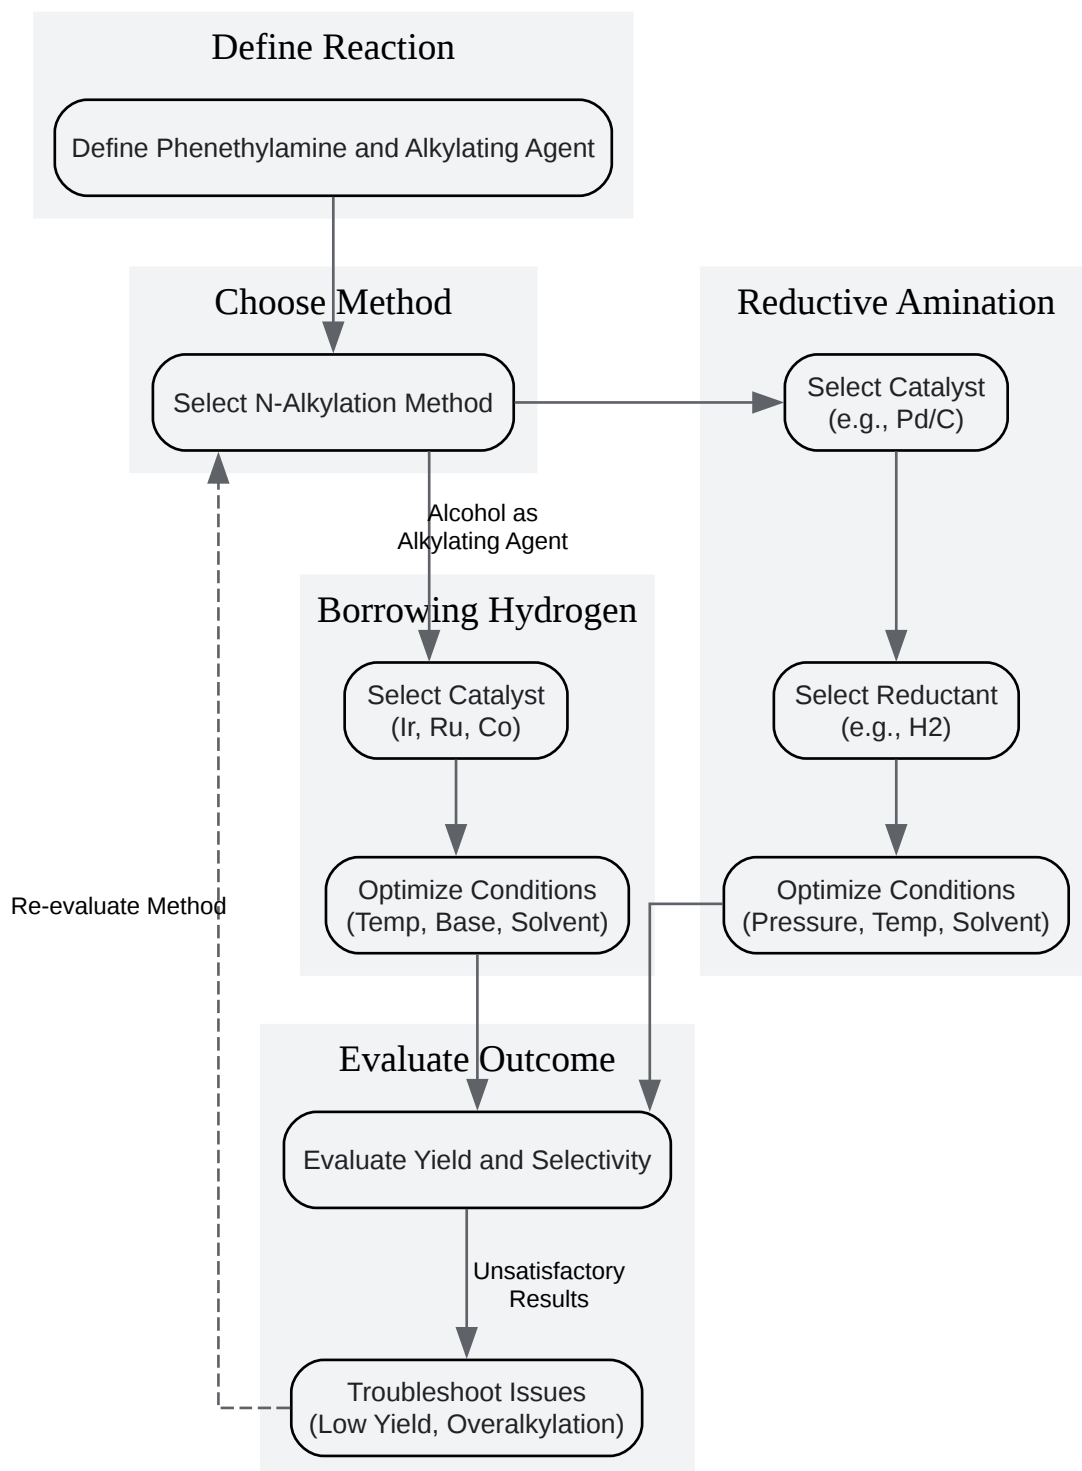 Define Reaction
Define Phenethylamine and Alkylating Agent
Choose Method
Select N-Alkylation Method
Reductive Amination
Select Catalyst
(e.g., Pd/C)
Alcohol as
Alkylating Agent
Borrowing Hydrogen
Select Catalyst
(Ir, Ru, Co)
Select Reductant
(e.g., H2)
Optimize Conditions
(Temp, Base, Solvent)
Optimize Conditions
(Pressure, Temp, Solvent)
Re-evaluate Method
Evaluate Outcome
Evaluate Yield and Selectivity
Unsatisfactory
Results
Troubleshoot Issues
(Low Yield, Overalkylation)